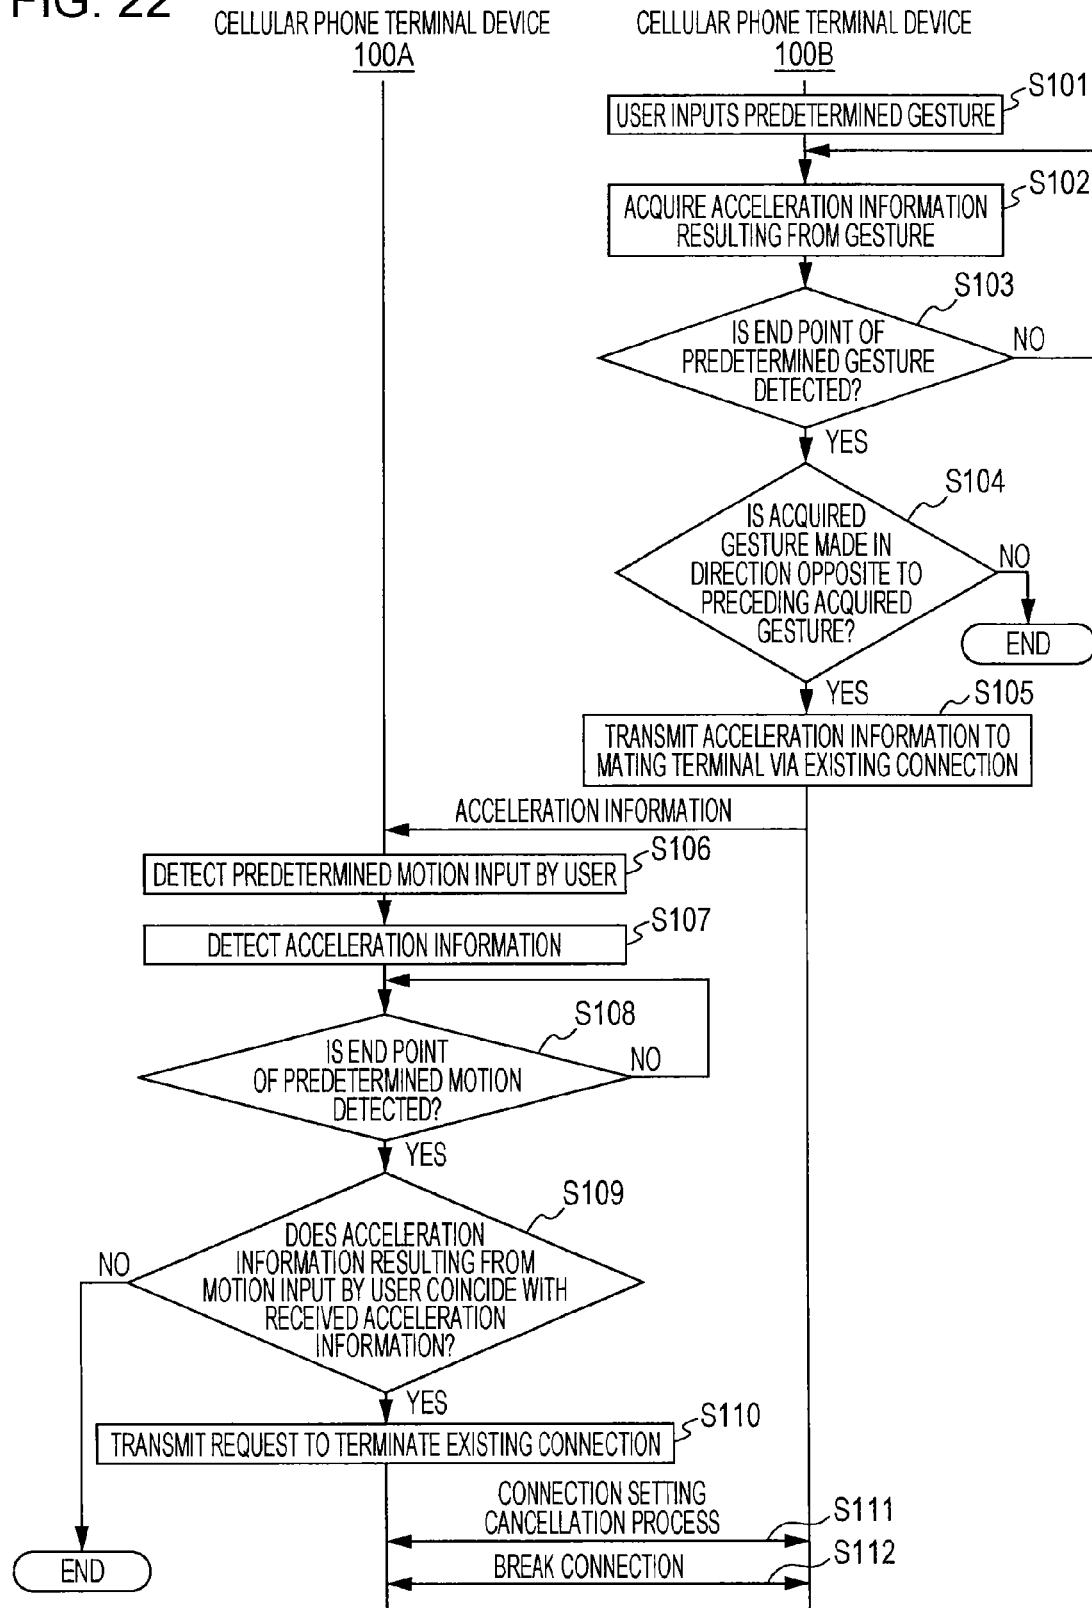 FIG. 22
CELLULAR PHONE TERMINAL DEVICE
100A
CELLULAR PHONE TERMINAL DEVICE
100B
S101
USER INPUTS PREDETERMINED GESTURE
S102
ACQUIRE ACCELERATION INFORMATION
RESULTING FROM GESTURE
S103
IS END POINT OF
PREDETERMINED GESTURE
DETECTED?
NO
YES
S104
IS ACQUIRED
GESTURE MADE IN
DIRECTION OPPOSITE TO
PRECEDING ACQUIRED
GESTURE?
NO
END
YES
S105
TRANSMIT ACCELERATION INFORMATION TO
MATING TERMINAL VIA EXISTING CONNECTION
ACCELERATION INFORMATION
S106
DETECT PREDETERMINED MOTION INPUT BY USER
S107
DETECT ACCELERATION INFORMATION
S108
IS END POINT
OF PREDETERMINED MOTION
DETECTED?
NO
YES
S109
DOES ACCELERATION
INFORMATION RESULTING FROM
MOTION INPUT BY USER COINCIDE WITH
RECEIVED ACCELERATION
INFORMATION?
NO
YES
S110
TRANSMIT REQUEST TO TERMINATE EXISTING CONNECTION
CONNECTION SETTING
CANCELLATION PROCESS
S111
BREAK CONNECTION
S112
END